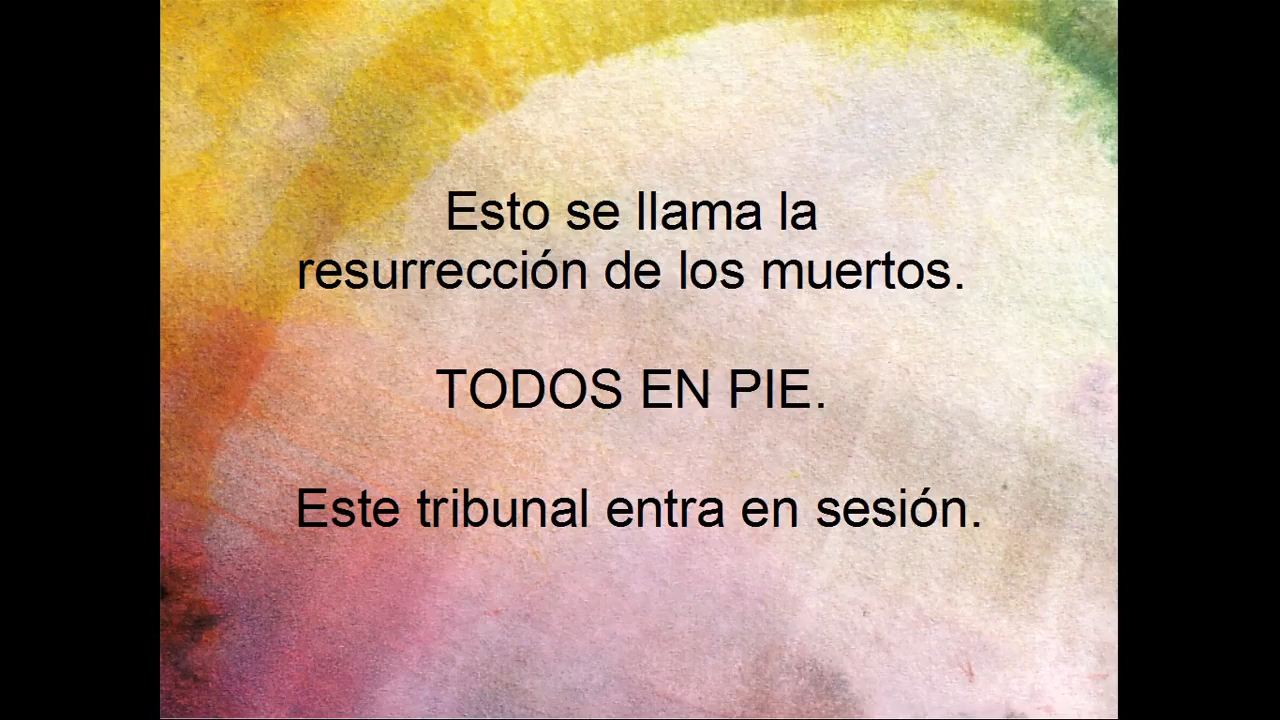 Esto se llama la
resurrección de los muertos.
TODOS EN PIE.
Este tribunal entra en sesión.